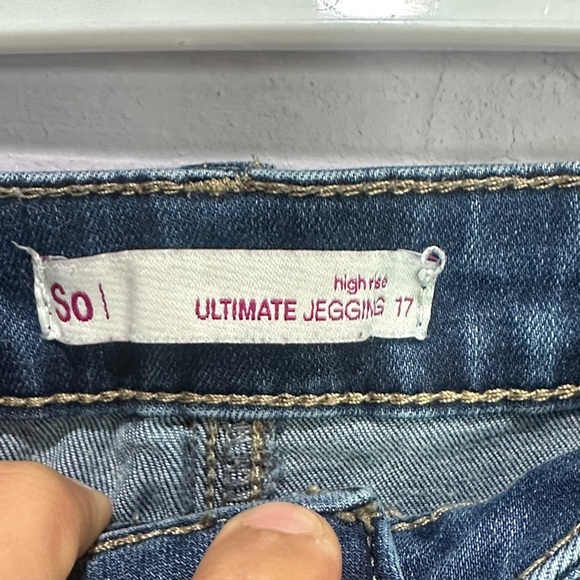 So
high rise
ULTIMATE JEGGING 17